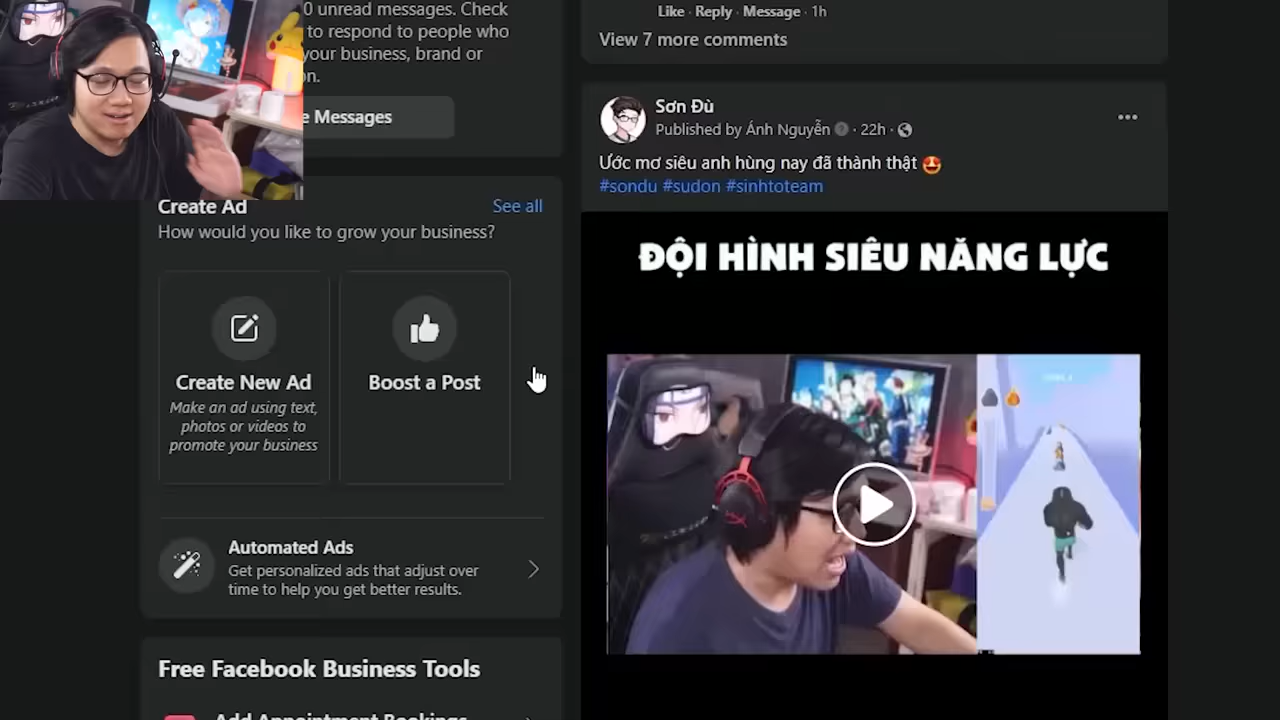 0 unread messages. Check
to respond to people who
your business, brand or
n.
e Messages
Create Ad
See all
How would you like to grow your business?
Create New Ad
Make an ad using text,
photos or videos to
promote your business
Boost a Post
Automated Ads
Get personalized ads that adjust over
time to help you get better results.
Free Facebook Business Tools
Add Appointment Bookings
Like · Reply · Message · 1h
View 7 more comments
Sơn Đù
Published by Ánh Nguyễn · 22h ·
Ước mơ siêu anh hùng nay đã thành thật 🤩
#sondu #sudon #sinhtoteam
ĐỘI HÌNH SIÊU NĂNG LỰC